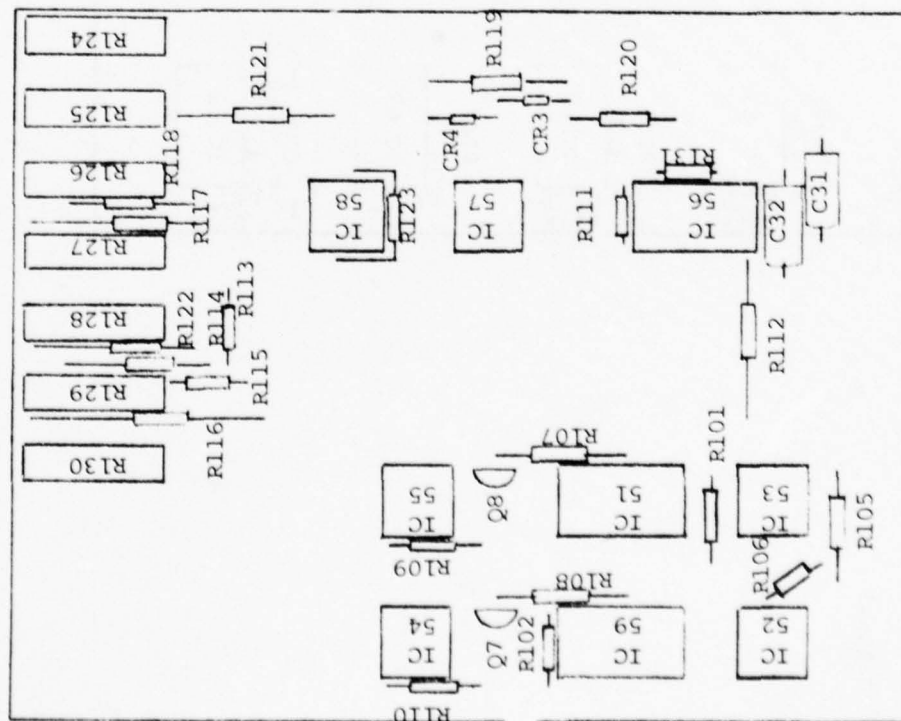 R124
R125
R126
R118
R117
R127
R128
R122
R114
R113
R129
R115
R116
R130
R121
R119
R120
CR4
CR3
R131
IC 58
R123
IC 57
R111
IC 56
C32
C31
R112
R107
R101
IC 55
Q8
IC 51
IC 53
R105
R109
R108
R106
IC 54
Q7
R102
IC 59
IC 52
R110